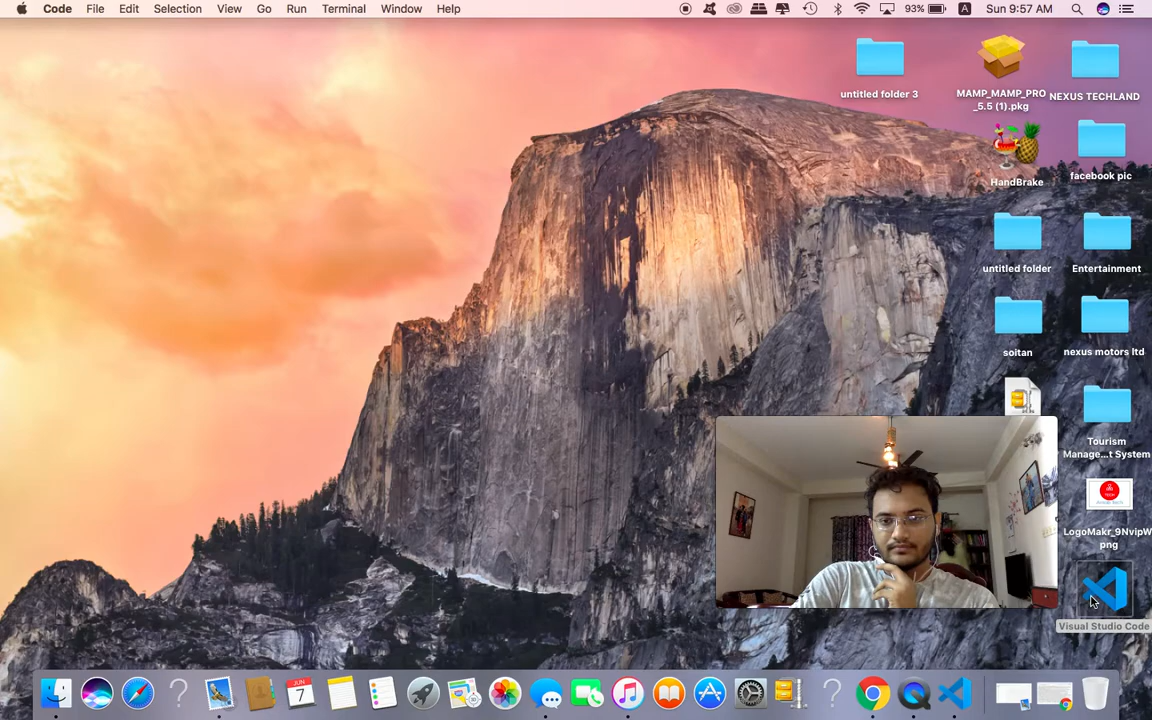 Code File Edit Selection View Go Run Terminal Window Help 93% A Sun 9:57 AM
untitled folder 3
MAMP_MAMP_PRO
_5.5 (1).pkg
NEXUS TECHLAND
HandBrake
facebook pic
untitled folder
Entertainment
soitan
nexus motors ltd
Tourism
Manage...t System
LogoMakr_9NvipW
png
Visual Studio Code
JUN
7